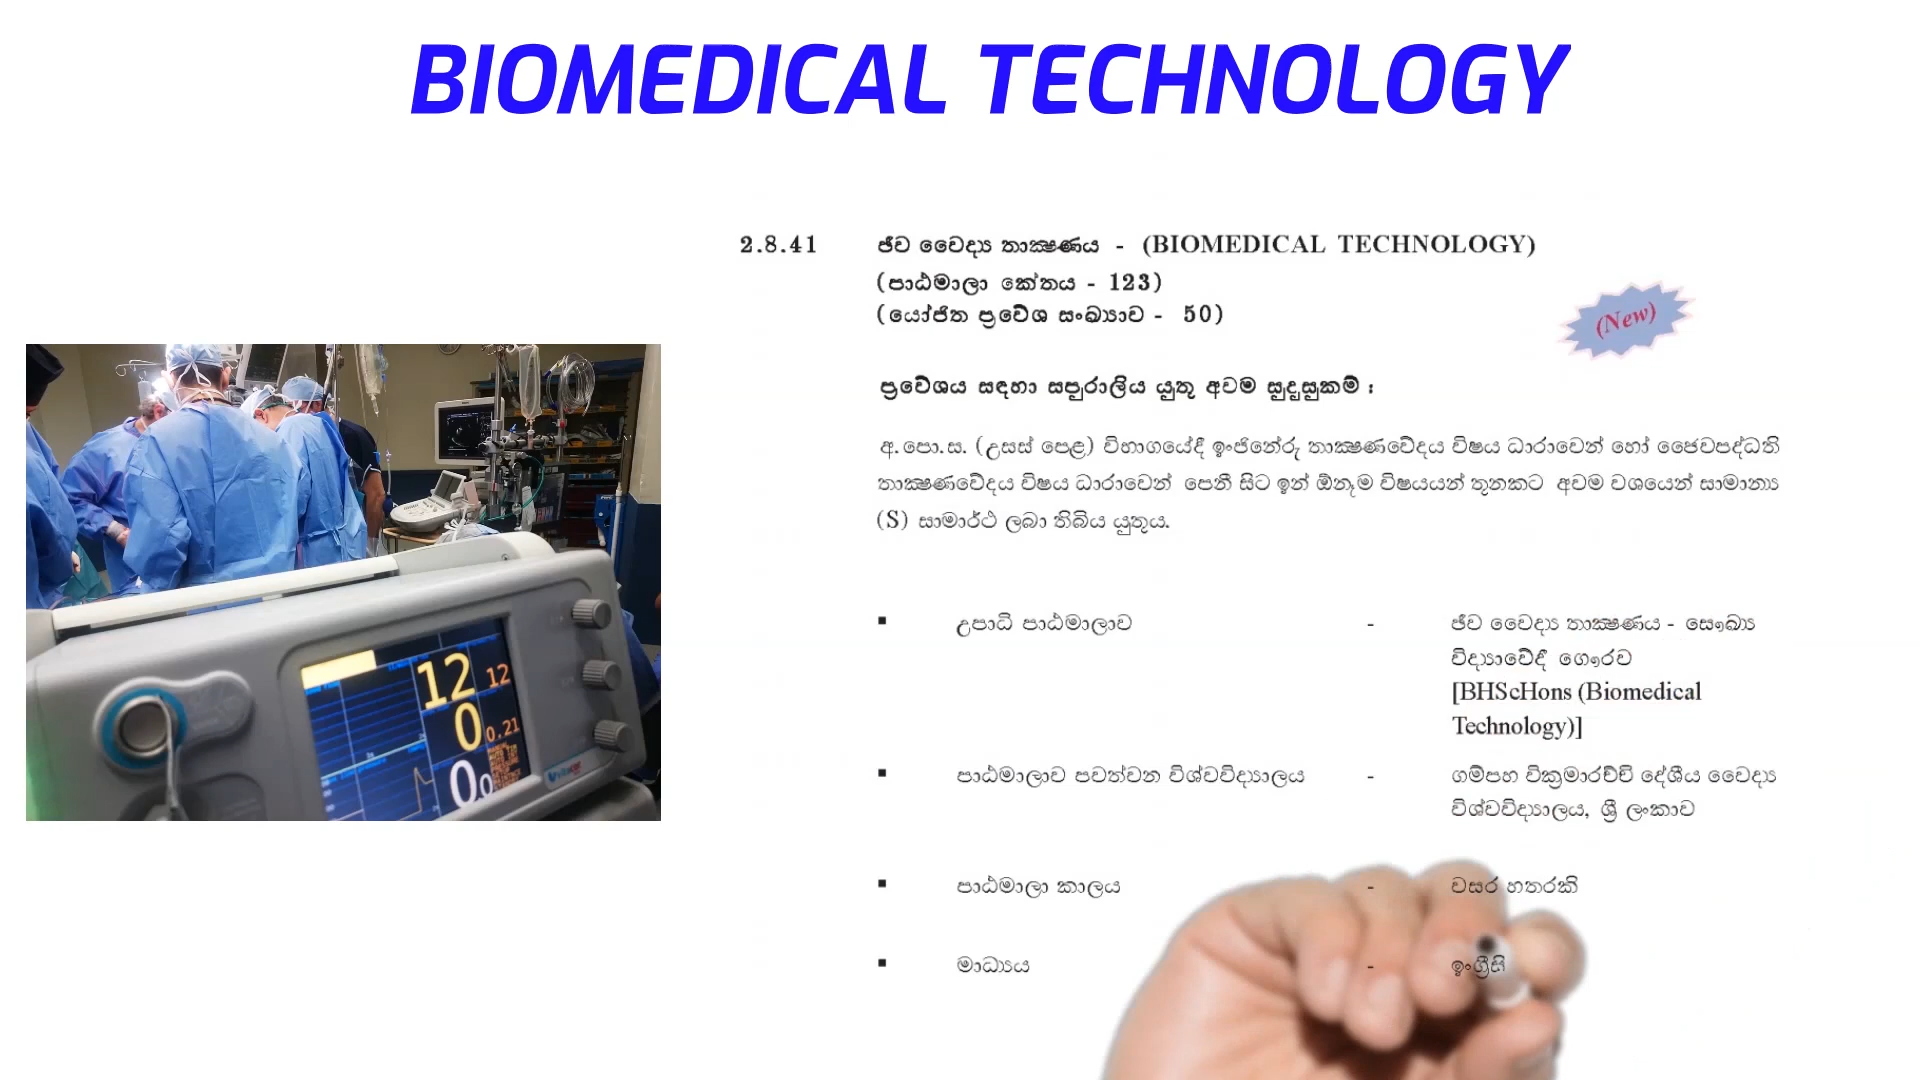 BIOMEDICAL TECHNOLOGY
2.8.41 ජීව වෛද්‍ය තාක්ෂණය - (BIOMEDICAL TECHNOLOGY)
(පාඨමාලා කේතය - 123)
(යෝජිත ප්‍රවේශ සංඛ්‍යාව - 50)
(New)
ප්‍රවේශය සඳහා සපුරාලිය යුතු අවම සුදුසුකම් :
අ.පො.ස. (උසස් පෙළ) විභාගයේදී ඉංජිනේරු තාක්ෂණවේදය විෂය ධාරාවෙන් හෝ ජෛවපද්ධති
තාක්ෂණවේදය විෂය ධාරාවෙන් පෙනී සිට ඉන් ඕනෑම විෂයයන් තුනකට අවම වශයෙන් සාමාන්‍ය
(S) සාමාර්ථ ලබා තිබිය යුතුය.
▪ උපාධි පාඨමාලාව - ජීව වෛද්‍ය තාක්ෂණය - සෞඛ්‍ය
විද්‍යාවේදී ගෞරව
[BHScHons (Biomedical
Technology)]
▪ පාඨමාලාව පවත්වන විශ්වවිද්‍යාලය - ගම්පහ වික්‍රමාරච්චි දේශීය වෛද්‍ය
විශ්වවිද්‍යාලය, ශ්‍රී ලංකාව
▪ පාඨමාලා කාලය - වසර හතරකි
▪ මාධ්‍යය - ඉංග්‍රීසි
12
12
0
0.21
0
0